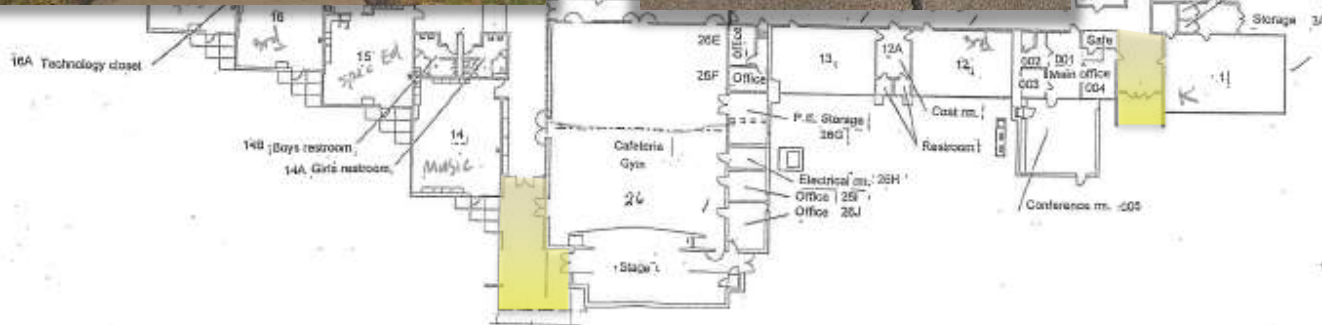 16
3rd
16A Technology closet
15
Spec Ed
14B Boys restroom
14A Girls restroom
14
Music
26E
26F
Office
Office
Cafeteria
Gym
26
Stage
P.E. Storage
26G
Electrical rm. 26H
Office 26I
Office 26J
13
12A
3rd
12
Cust rm.
Restroom
002
001
003
Main office
004
Safe
Conference rm. 005
Storage
1
K